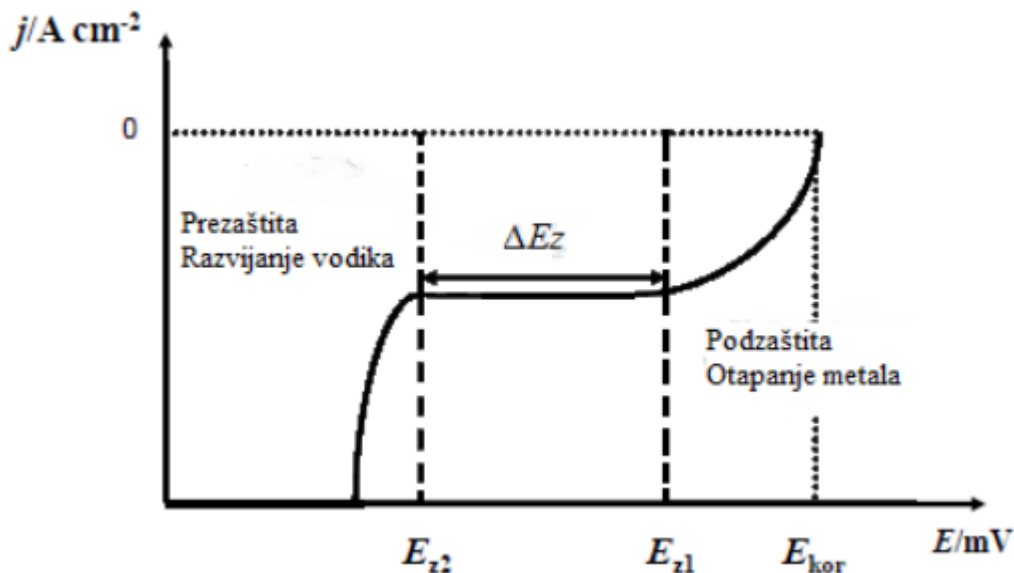 j/A cm-2
0
Prezaštita
Razvijanje vodika
ΔEz
Podzaštita
Otapanje metala
Ez2
Ez1
Ekor
E/mV